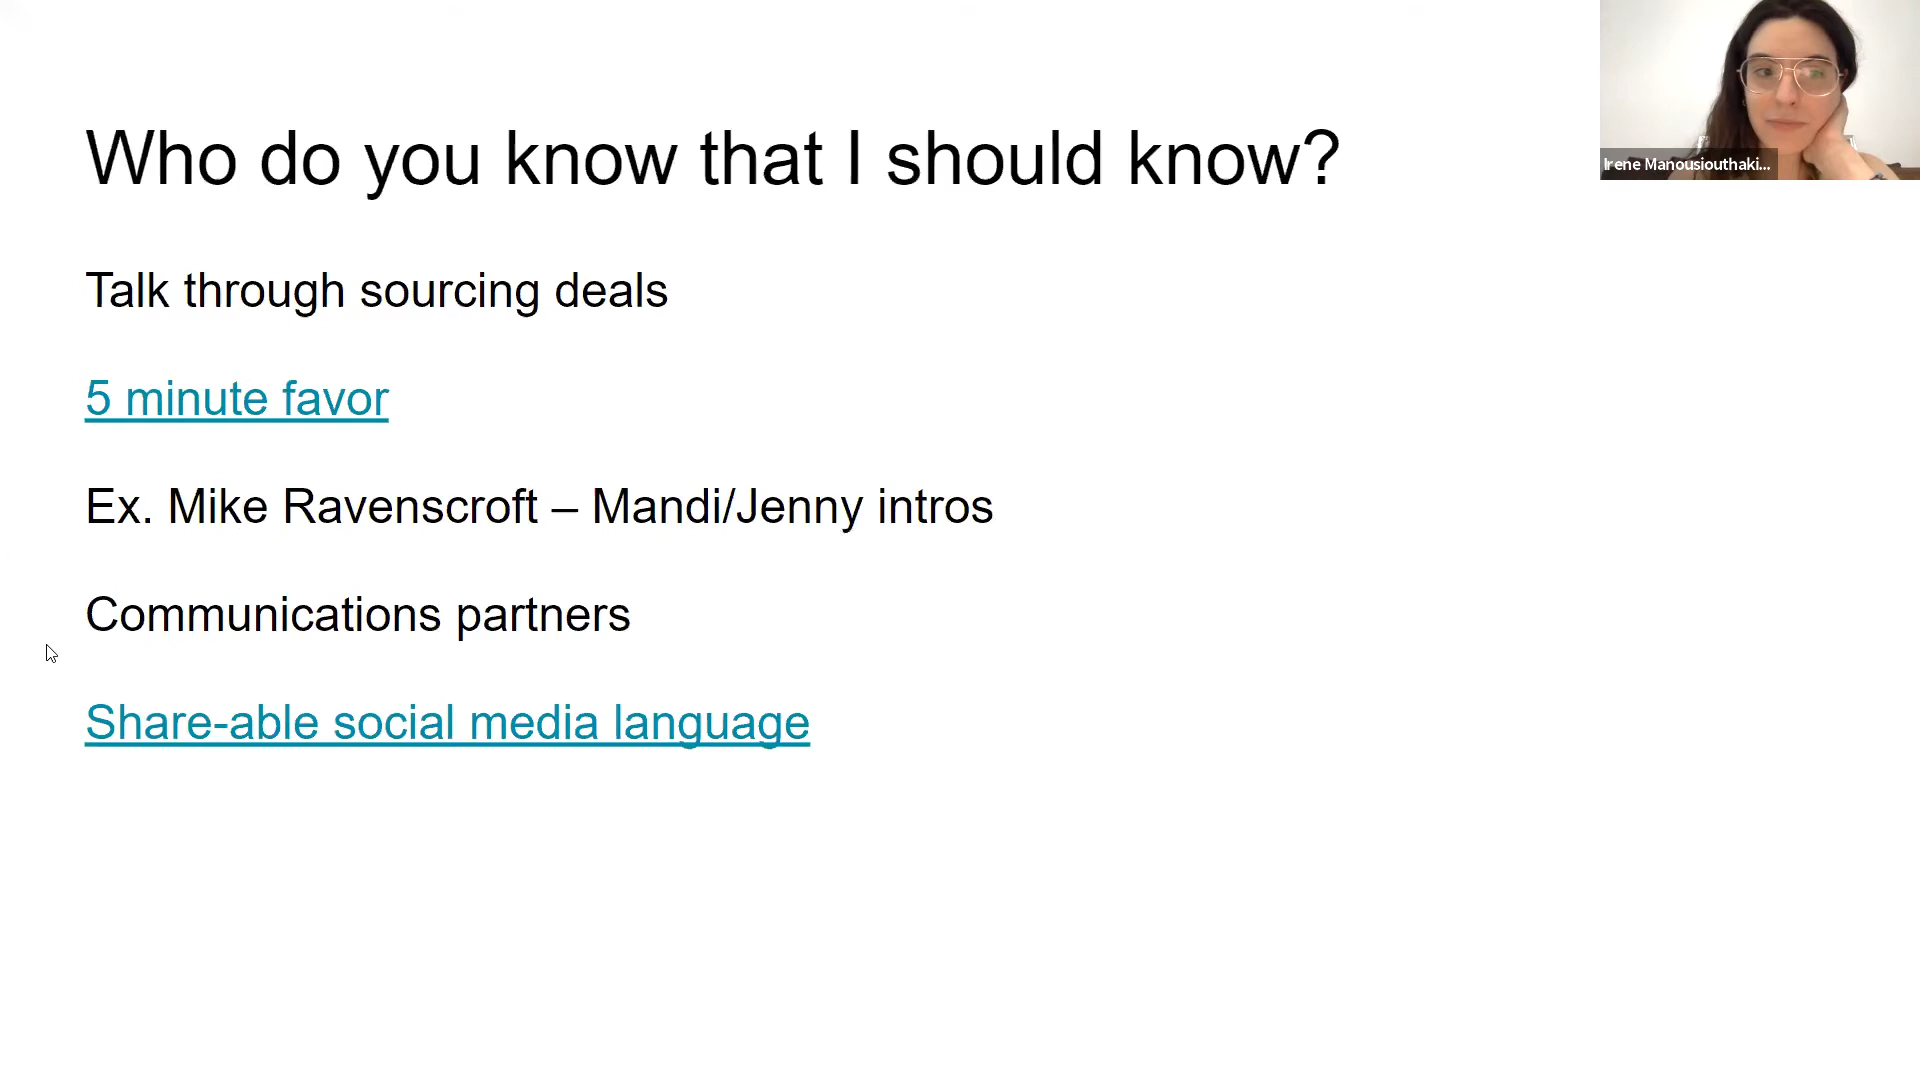 Who do you know that I should know?
Talk through sourcing deals
5 minute favor
Ex. Mike Ravenscroft – Mandi/Jenny intros
Communications partners
Share-able social media language
Irene Manousiouthaki...